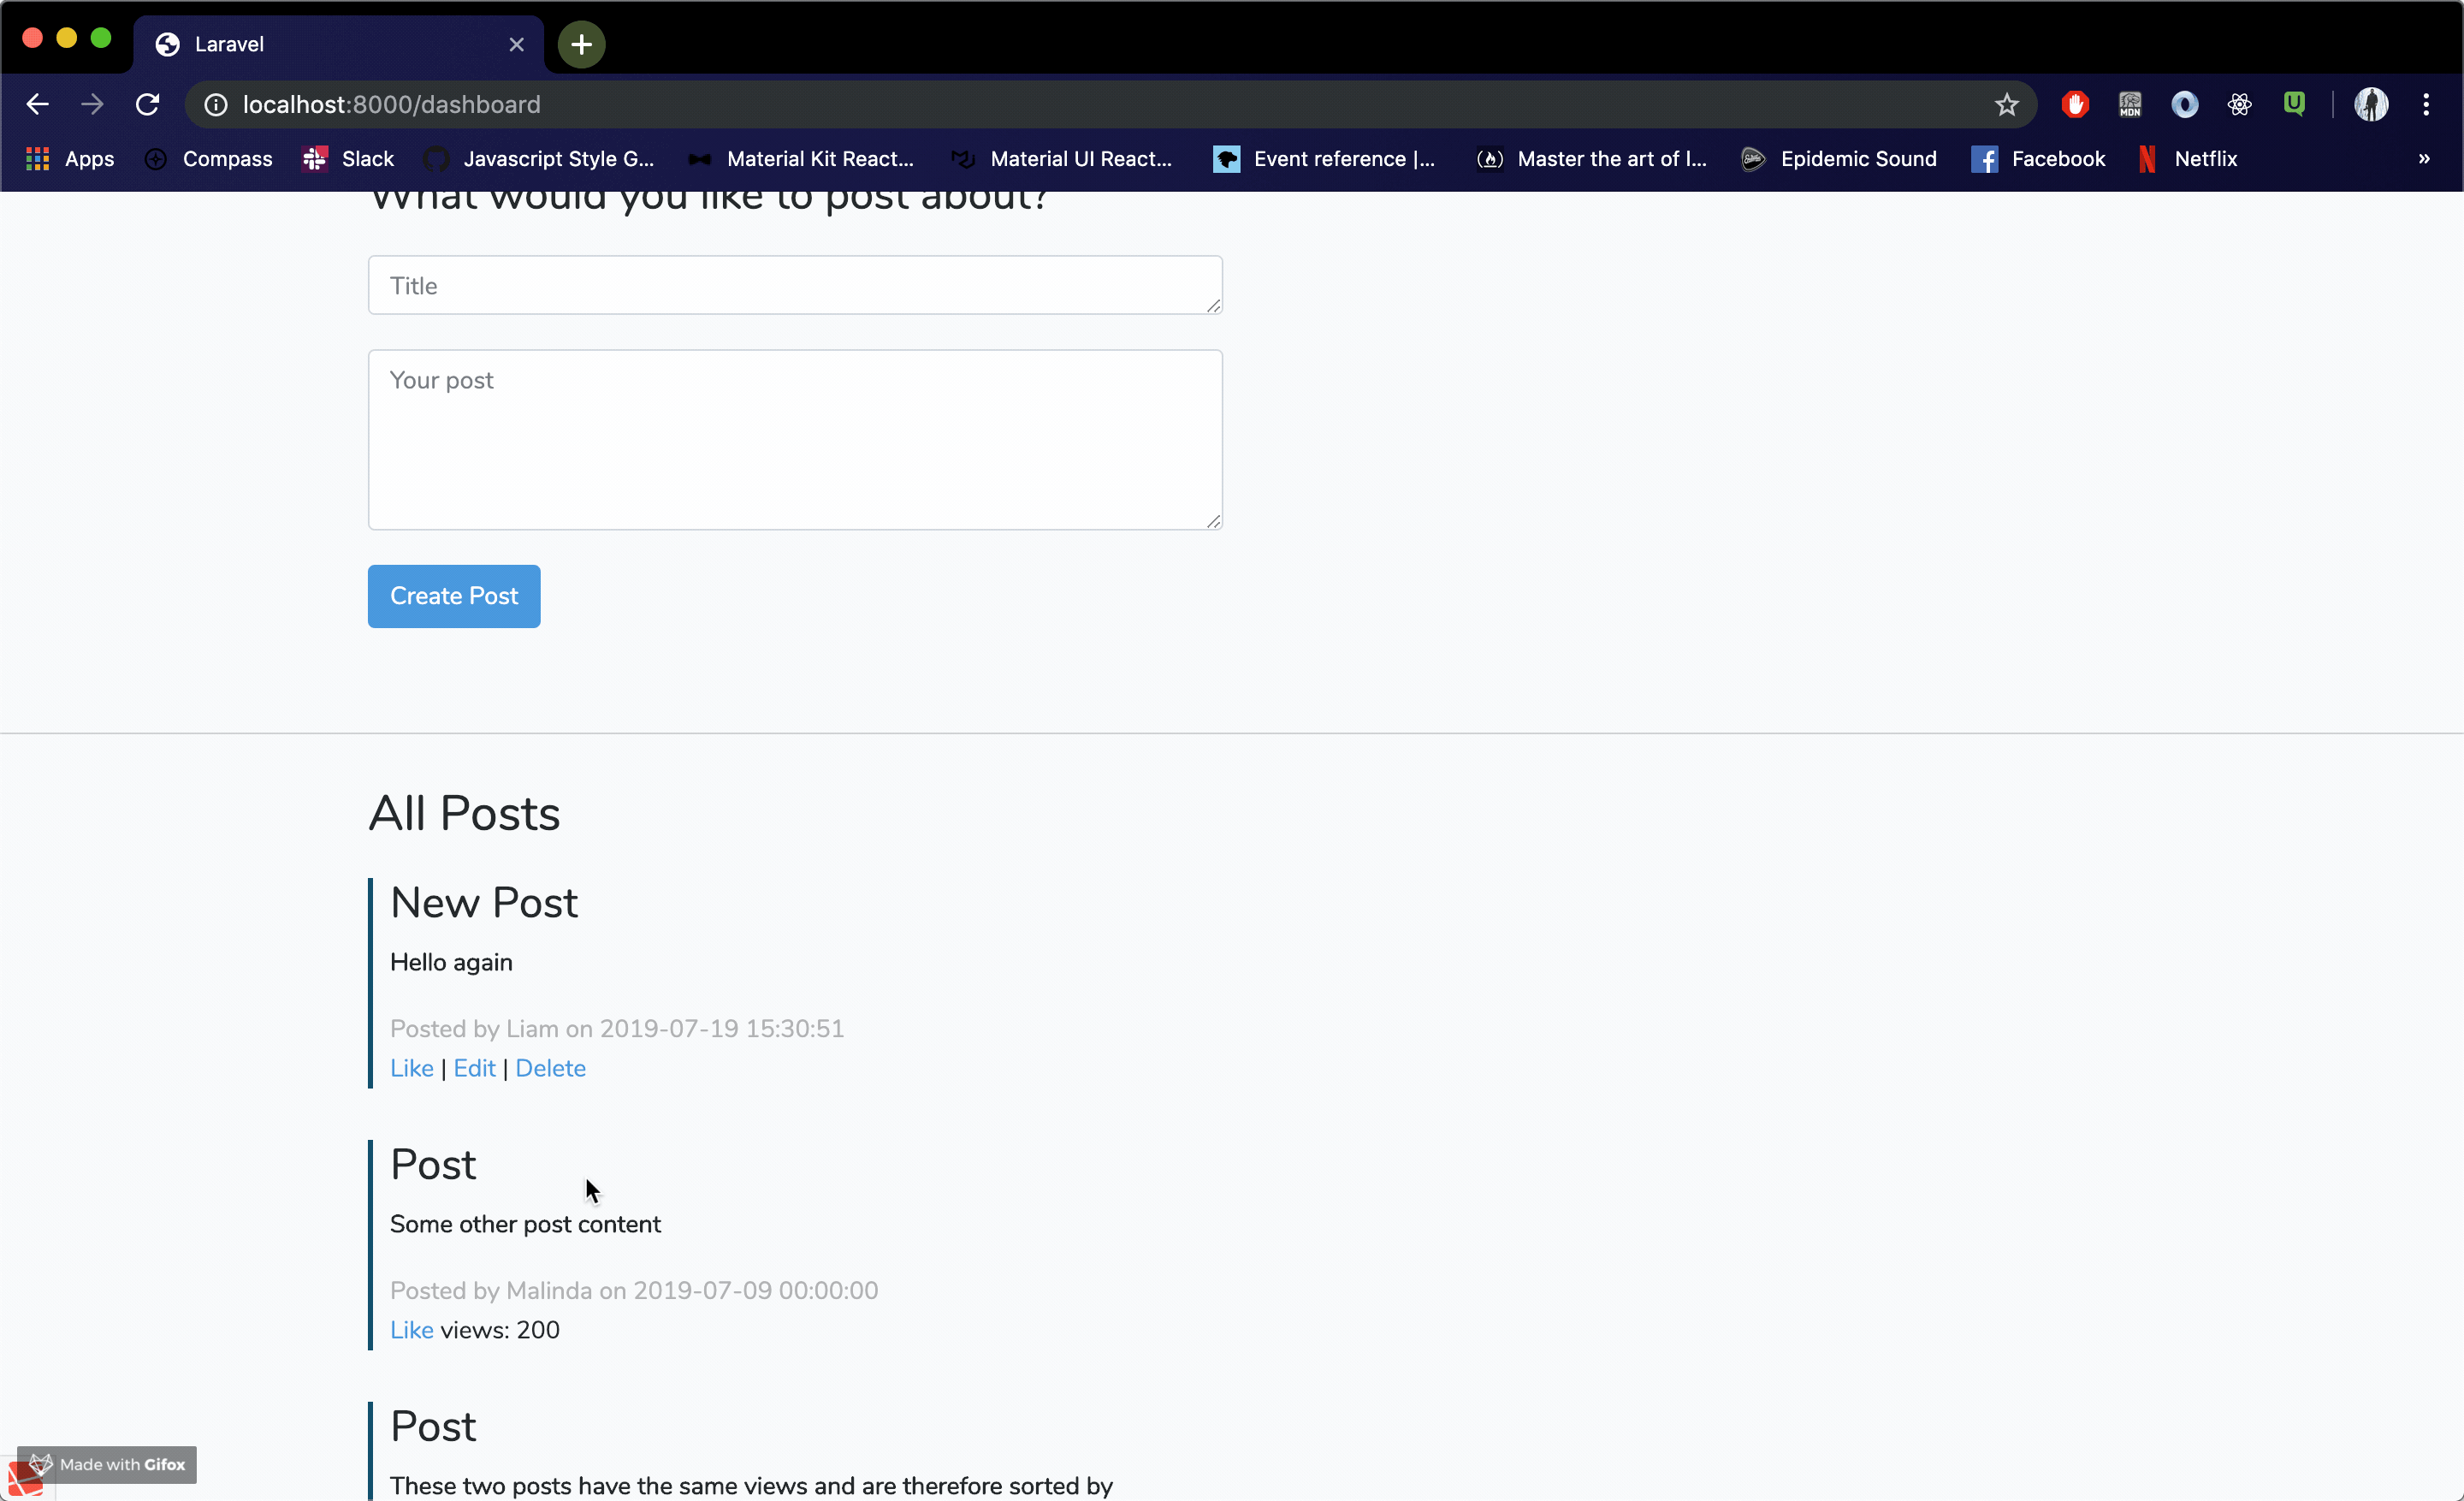 Laravel
localhost:8000/dashboard
Apps Compass Slack Javascript Style G... Material Kit React... Material UI React... Event reference |... Master the art of l... Epidemic Sound Facebook Netflix »
What would you like to post about?
Title
Your post
Create Post
All Posts
New Post
Hello again
Posted by Liam on 2019-07-19 15:30:51
Like | Edit | Delete
Post
Some other post content
Posted by Malinda on 2019-07-09 00:00:00
Like views: 200
Post
Made with Gifox
These two posts have the same views and are therefore sorted by